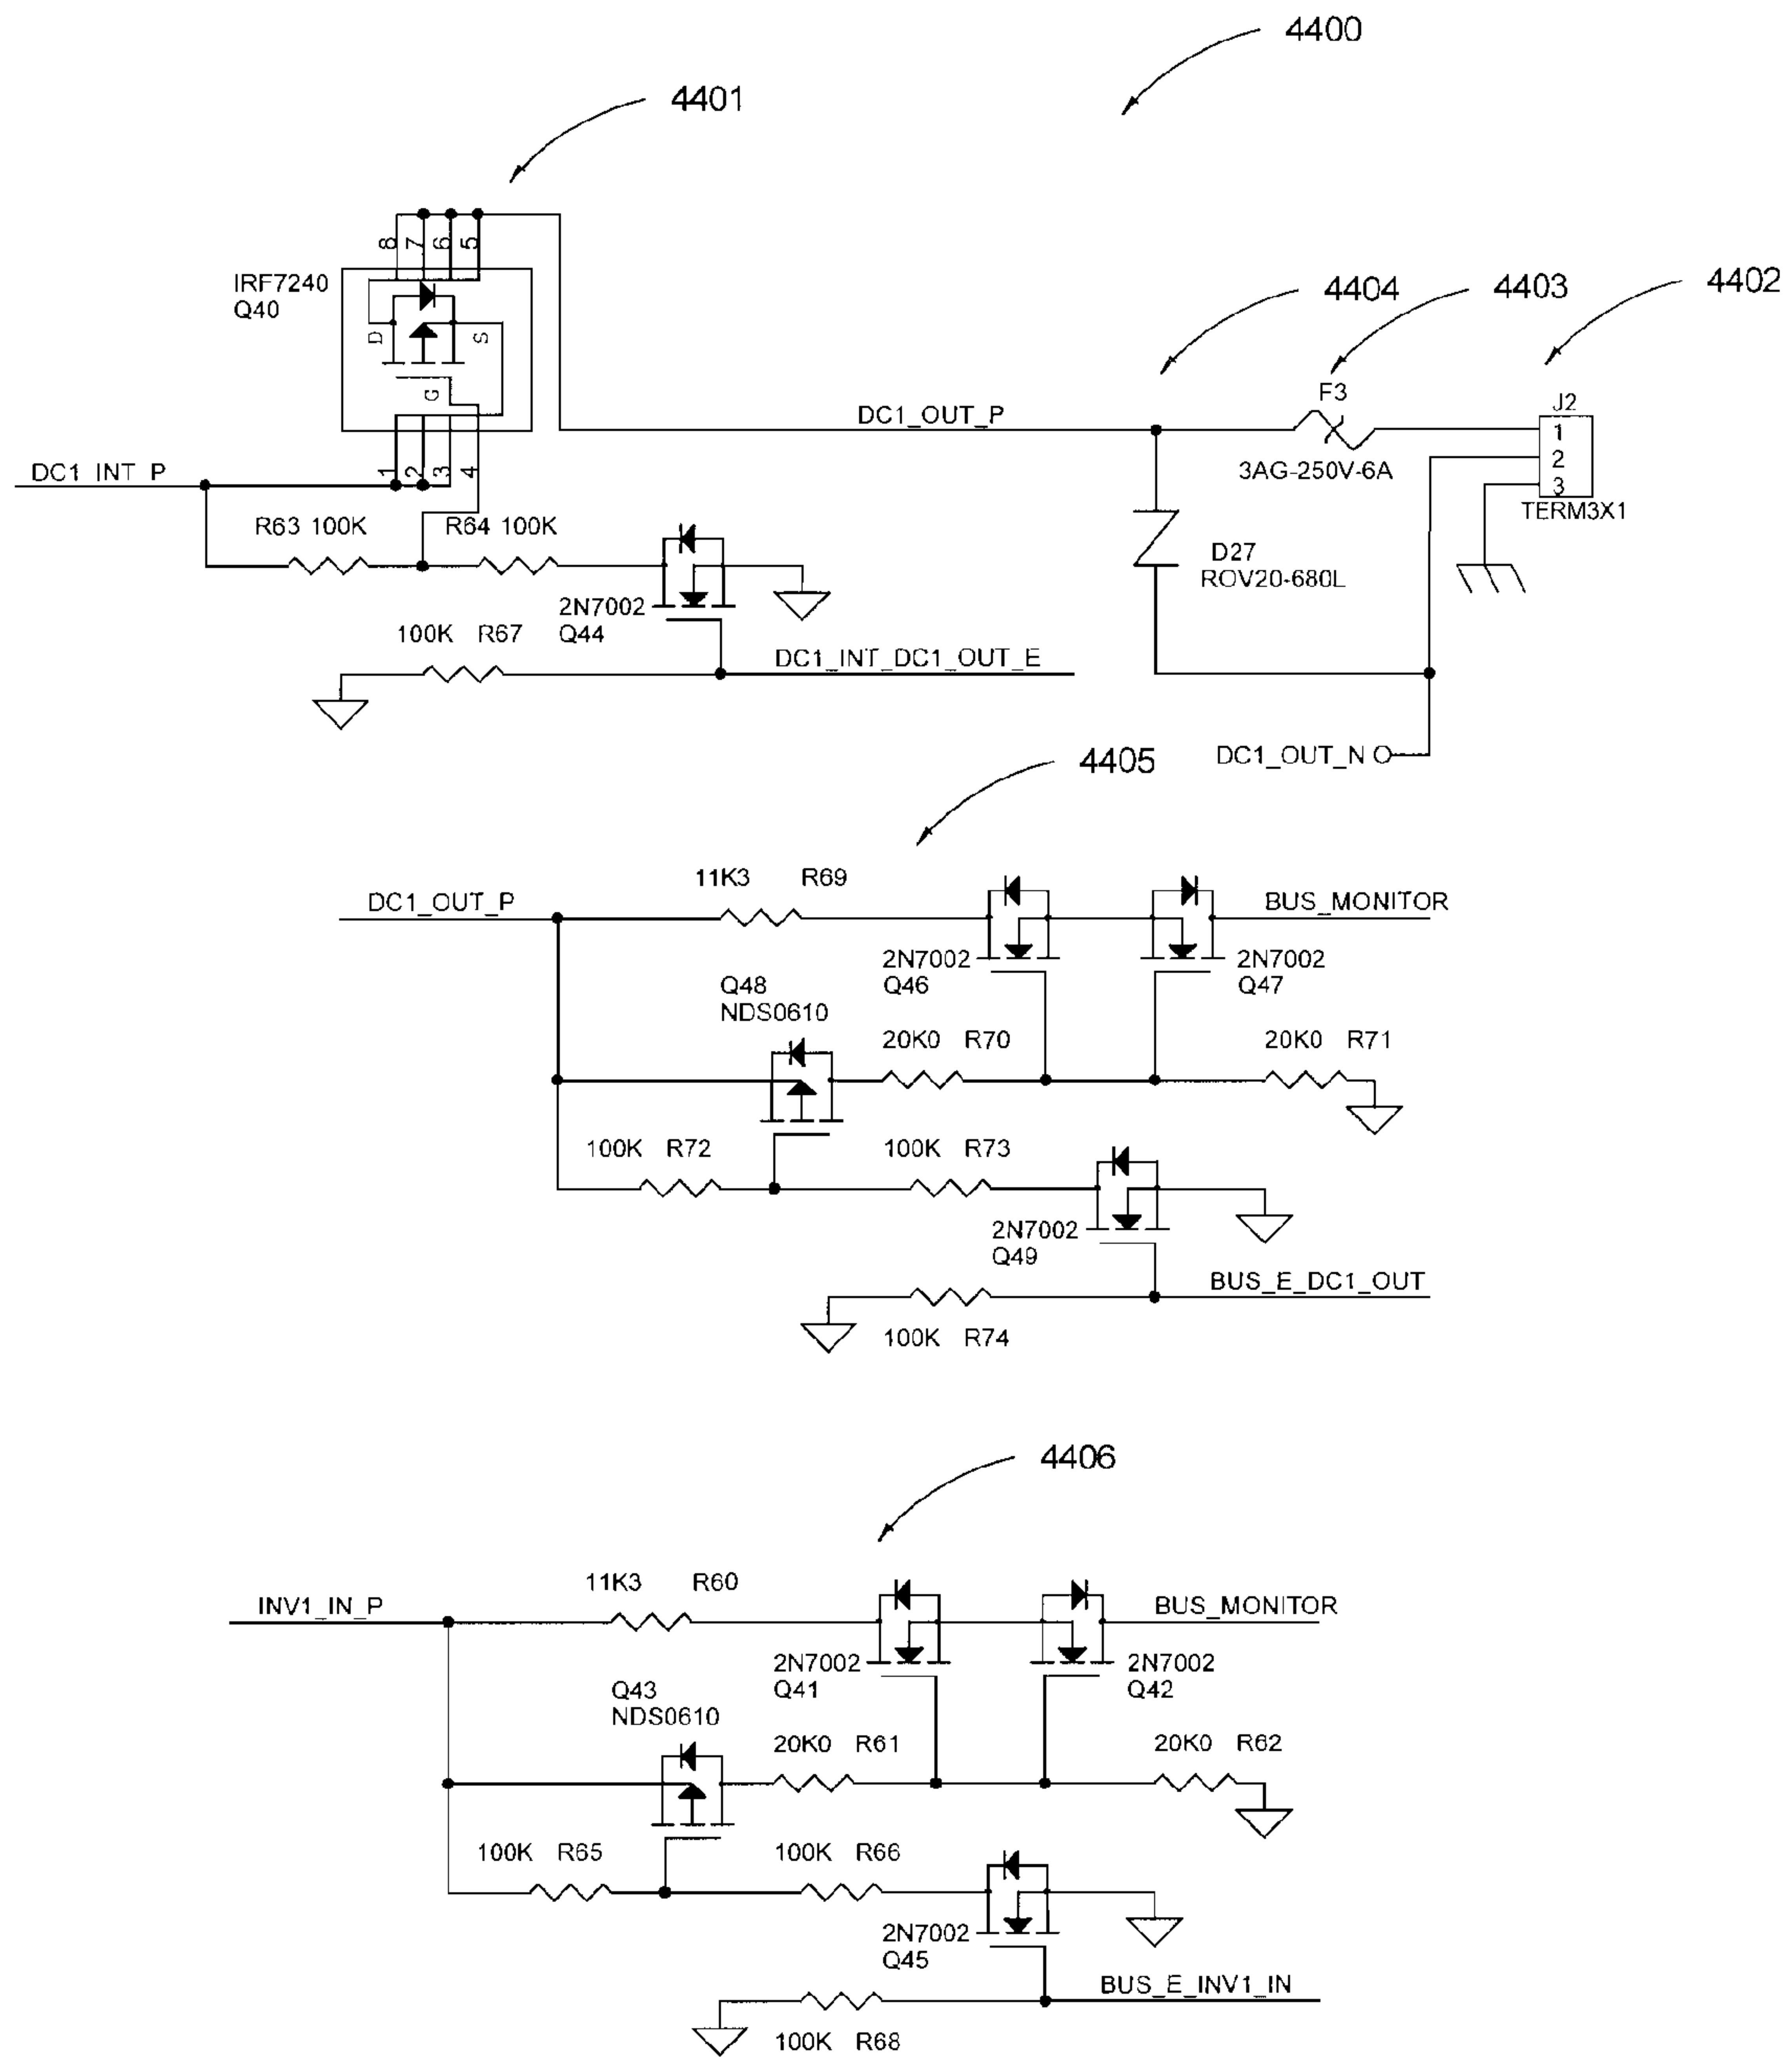 4400
4401
8 7 6 5
IRF7240
Q40
D
S
G
4404
4403
4402
F3
J2
DC1_OUT_P
1
2
3
3AG-250V-6A
TERM3X1
DC1_INT_P
1 2 3 4
R63 100K
R64 100K
D27
ROV20-680L
2N7002
Q44
100K R67
DC1_INT_DC1_OUT_E
DC1_OUT_N
4405
11K3 R69
DC1_OUT_P
BUS_MONITOR
2N7002
Q46
2N7002
Q47
Q48
NDS0610
20K0 R70
20K0 R71
100K R72
100K R73
2N7002
Q49
BUS_E_DC1_OUT
100K R74
4406
11K3 R60
INV1_IN_P
BUS_MONITOR
2N7002
Q41
2N7002
Q42
Q43
NDS0610
20K0 R61
20K0 R62
100K R65
100K R66
2N7002
Q45
BUS_E_INV1_IN
100K R68